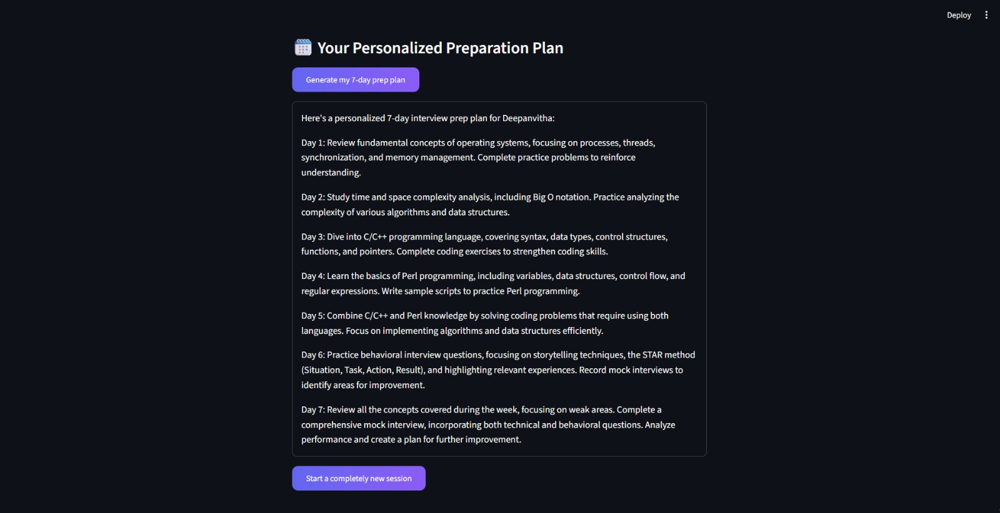 Deploy
Your Personalized Preparation Plan
Generate my 7-day prep plan
Here's a personalized 7-day interview prep plan for Deepanvitha:
Day 1: Review fundamental concepts of operating systems, focusing on processes, threads,
synchronization, and memory management. Complete practice problems to reinforce
understanding.
Day 2: Study time and space complexity analysis, including Big O notation. Practice analyzing the
complexity of various algorithms and data structures.
Day 3: Dive into C/C++ programming language, covering syntax, data types, control structures,
functions, and pointers. Complete coding exercises to strengthen coding skills.
Day 4: Learn the basics of Perl programming, including variables, data structures, control flow, and
regular expressions. Write sample scripts to practice Perl programming.
Day 5: Combine C/C++ and Perl knowledge by solving coding problems that require using both
languages. Focus on implementing algorithms and data structures efficiently.
Day 6: Practice behavioral interview questions, focusing on storytelling techniques, the STAR method
(Situation, Task, Action, Result), and highlighting relevant experiences. Record mock interviews to
identify areas for improvement.
Day 7: Review all the concepts covered during the week, focusing on weak areas. Complete a
comprehensive mock interview, incorporating both technical and behavioral questions. Analyze
performance and create a plan for further improvement.
Start a completely new session